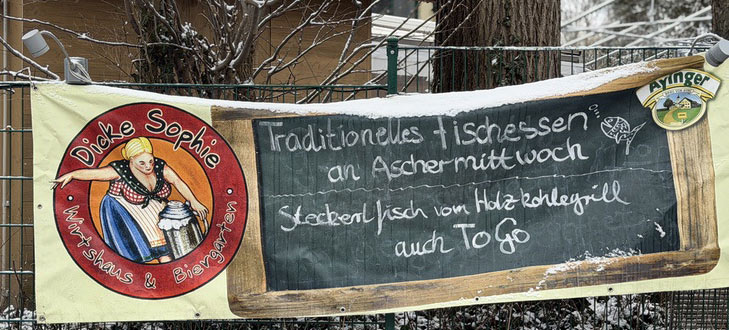 Dicke Sophie
Wirtshaus & Biergarten
Traditionelles Fischessen
an Aschermittwoch
Steckerlfisch vom Holzkohlegrill
auch To Go
Ayinger